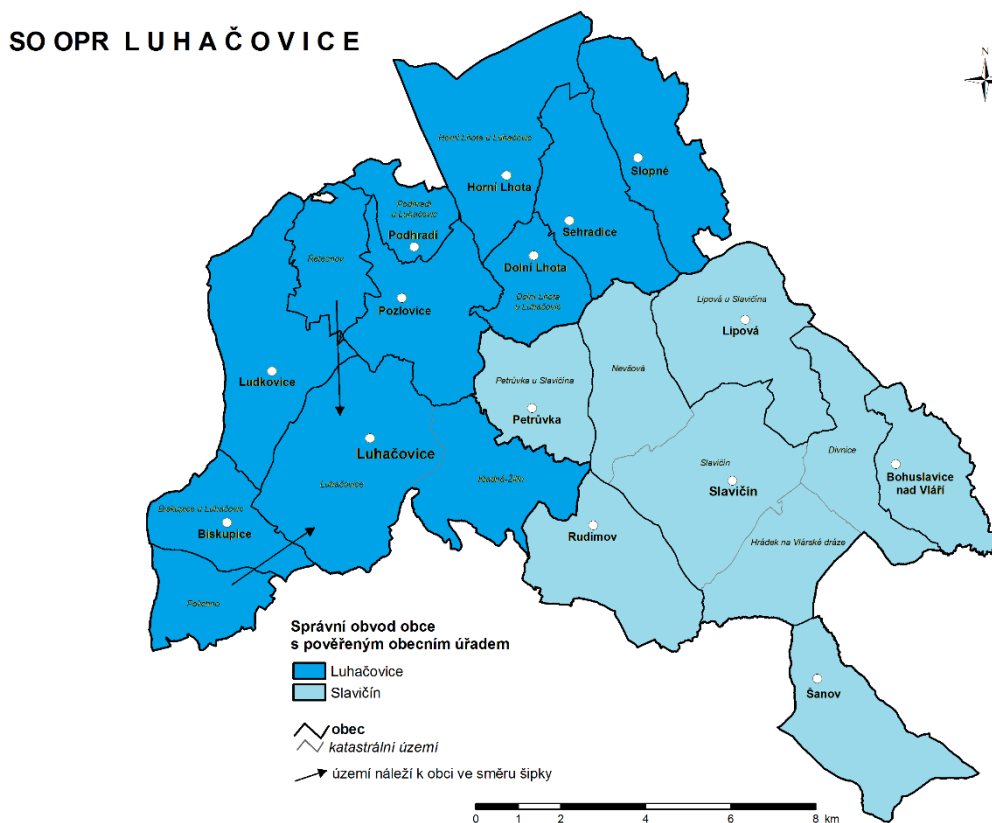 SO OPR LUHAČOVICE
N
Horní Lhota u Luhačovic
Horní Lhota
Slopné
Sehradice
Podhradí
u Luhačovic
Podhradí
Řetechov
Dolní Lhota
Dolní Lhota
u Luhačovic
Pozlovice
Lipová u Slavičína
Lipová
Ludkovice
Petrůvka u Slavičína
Petrůvka
Nevšová
Luhačovice
Luhačovice
Kladná-Žilín
Slavičín
Slavičín
Divnice
Bohuslavice
nad Vláří
Biskupice u Luhačovic
Biskupice
Rudimov
Hrádek na Vlárské dráze
Polichno
Šanov
Správní obvod obce
s pověřeným obecním úřadem
Luhačovice
Slavičín
obec
katastrální území
území náleží k obci ve směru šipky
0 1 2 4 6 8 km